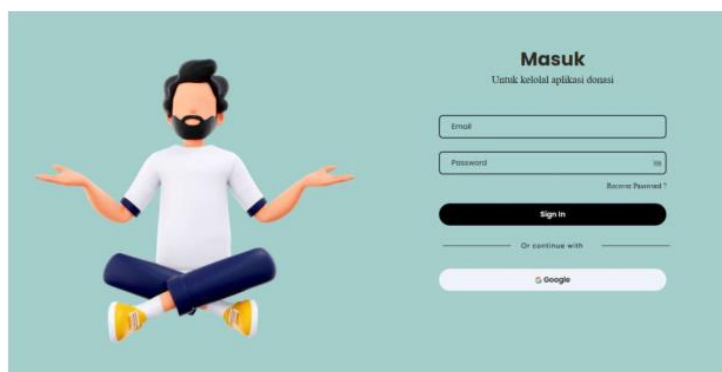 Masuk
Untuk kelolal aplikasi donasi
Email
Password
Recover Password ?
Sign In
Or continue with
Google